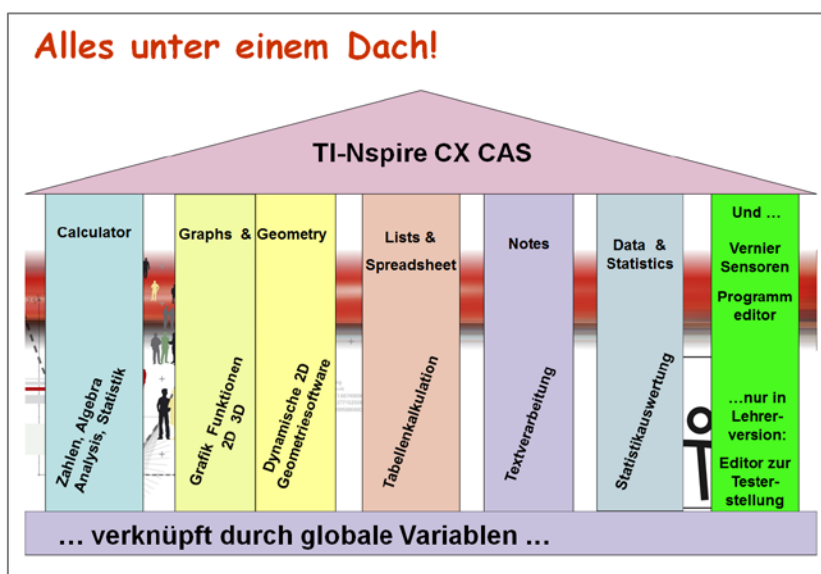 Alles unter einem Dach!
TI-Nspire CX CAS
Calculator
Zahlen, Algebra
Analysis, Statistik
Graphs & Geometry
Grafik Funktionen
2D 3D
Dynamische 2D
Geometriesoftware
Lists &
Spreadsheet
Tabellenkalkulation
Notes
Textverarbeitung
Data &
Statistics
Statistikauswertung
Und ...
Vernier
Sensoren
Programm
editor
...nur in
Lehrer-
version:
Editor zur
Tester-
stellung
... verknüpft durch globale Variablen ...